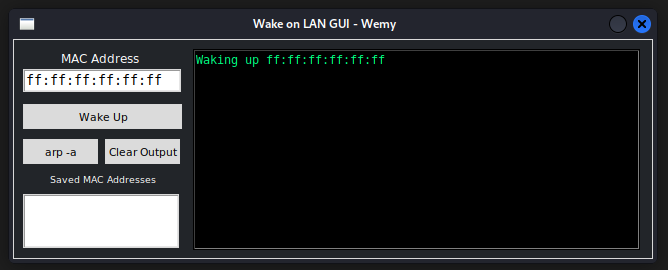 Wake on LAN GUI - Wemy
MAC Address
ff:ff:ff:ff:ff:ff
Wake Up
arp -a
Clear Output
Saved MAC Addresses
Waking up ff:ff:ff:ff:ff:ff